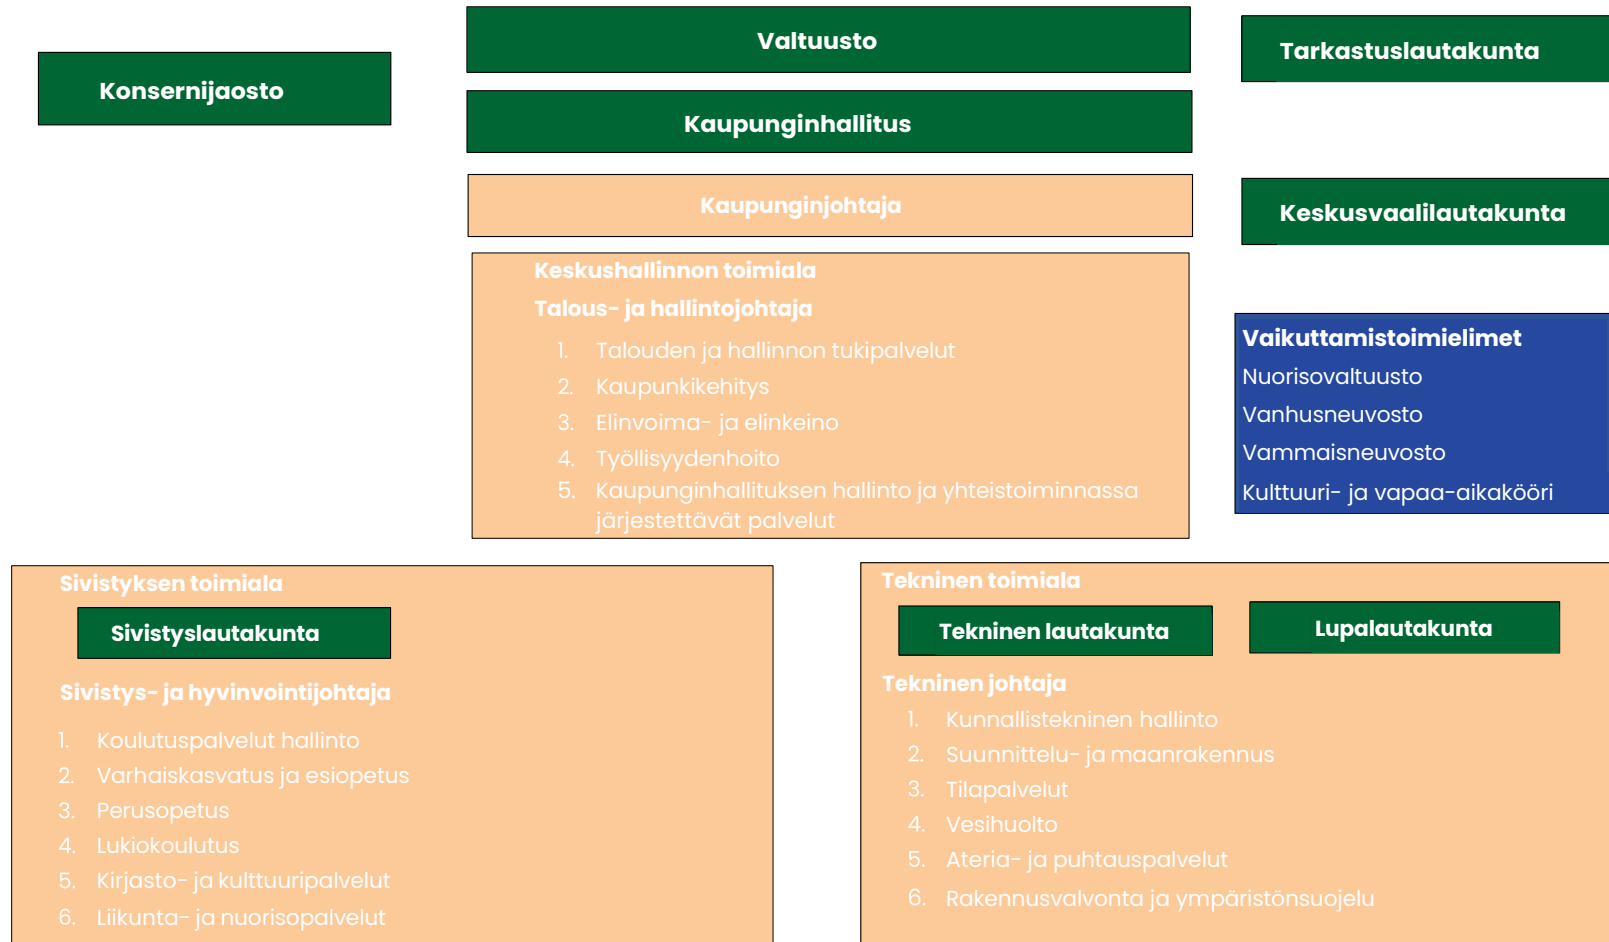 Valtuusto
Tarkastuslautakunta
Konsernijaosto
Kaupunginhallitus
Kaupunginjohtaja
Keskusvaalilautakunta
Keskushallinnon toimiala
Talous- ja hallintojohtaja
1. Talouden ja hallinnon tukipalvelut
2. Kaupunkikehitys
3. Elinvoima- ja elinkeino
4. Työllisyydenhoito
5. Kaupunginhallituksen hallinto ja yhteistoiminnassa
järjestettävät palvelut
Vaikuttamistoimielimet
Nuorisovaltuusto
Vanhusneuvosto
Vammaisneuvosto
Kulttuuri- ja vapaa-aikakööri
Sivistyksen toimiala
Sivistyslautakunta
Sivistys- ja hyvinvointijohtaja
1. Koulutuspalvelut hallinto
2. Varhaiskasvatus ja esiopetus
3. Perusopetus
4. Lukiokoulutus
5. Kirjasto- ja kulttuuripalvelut
6. Liikunta- ja nuorisopalvelut
Tekninen toimiala
Tekninen lautakunta
Lupalautakunta
Tekninen johtaja
1. Kunnallistekninen hallinto
2. Suunnittelu- ja maanrakennus
3. Tilapalvelut
4. Vesihuolto
5. Ateria- ja puhtauspalvelut
6. Rakennusvalvonta ja ympäristönsuojelu